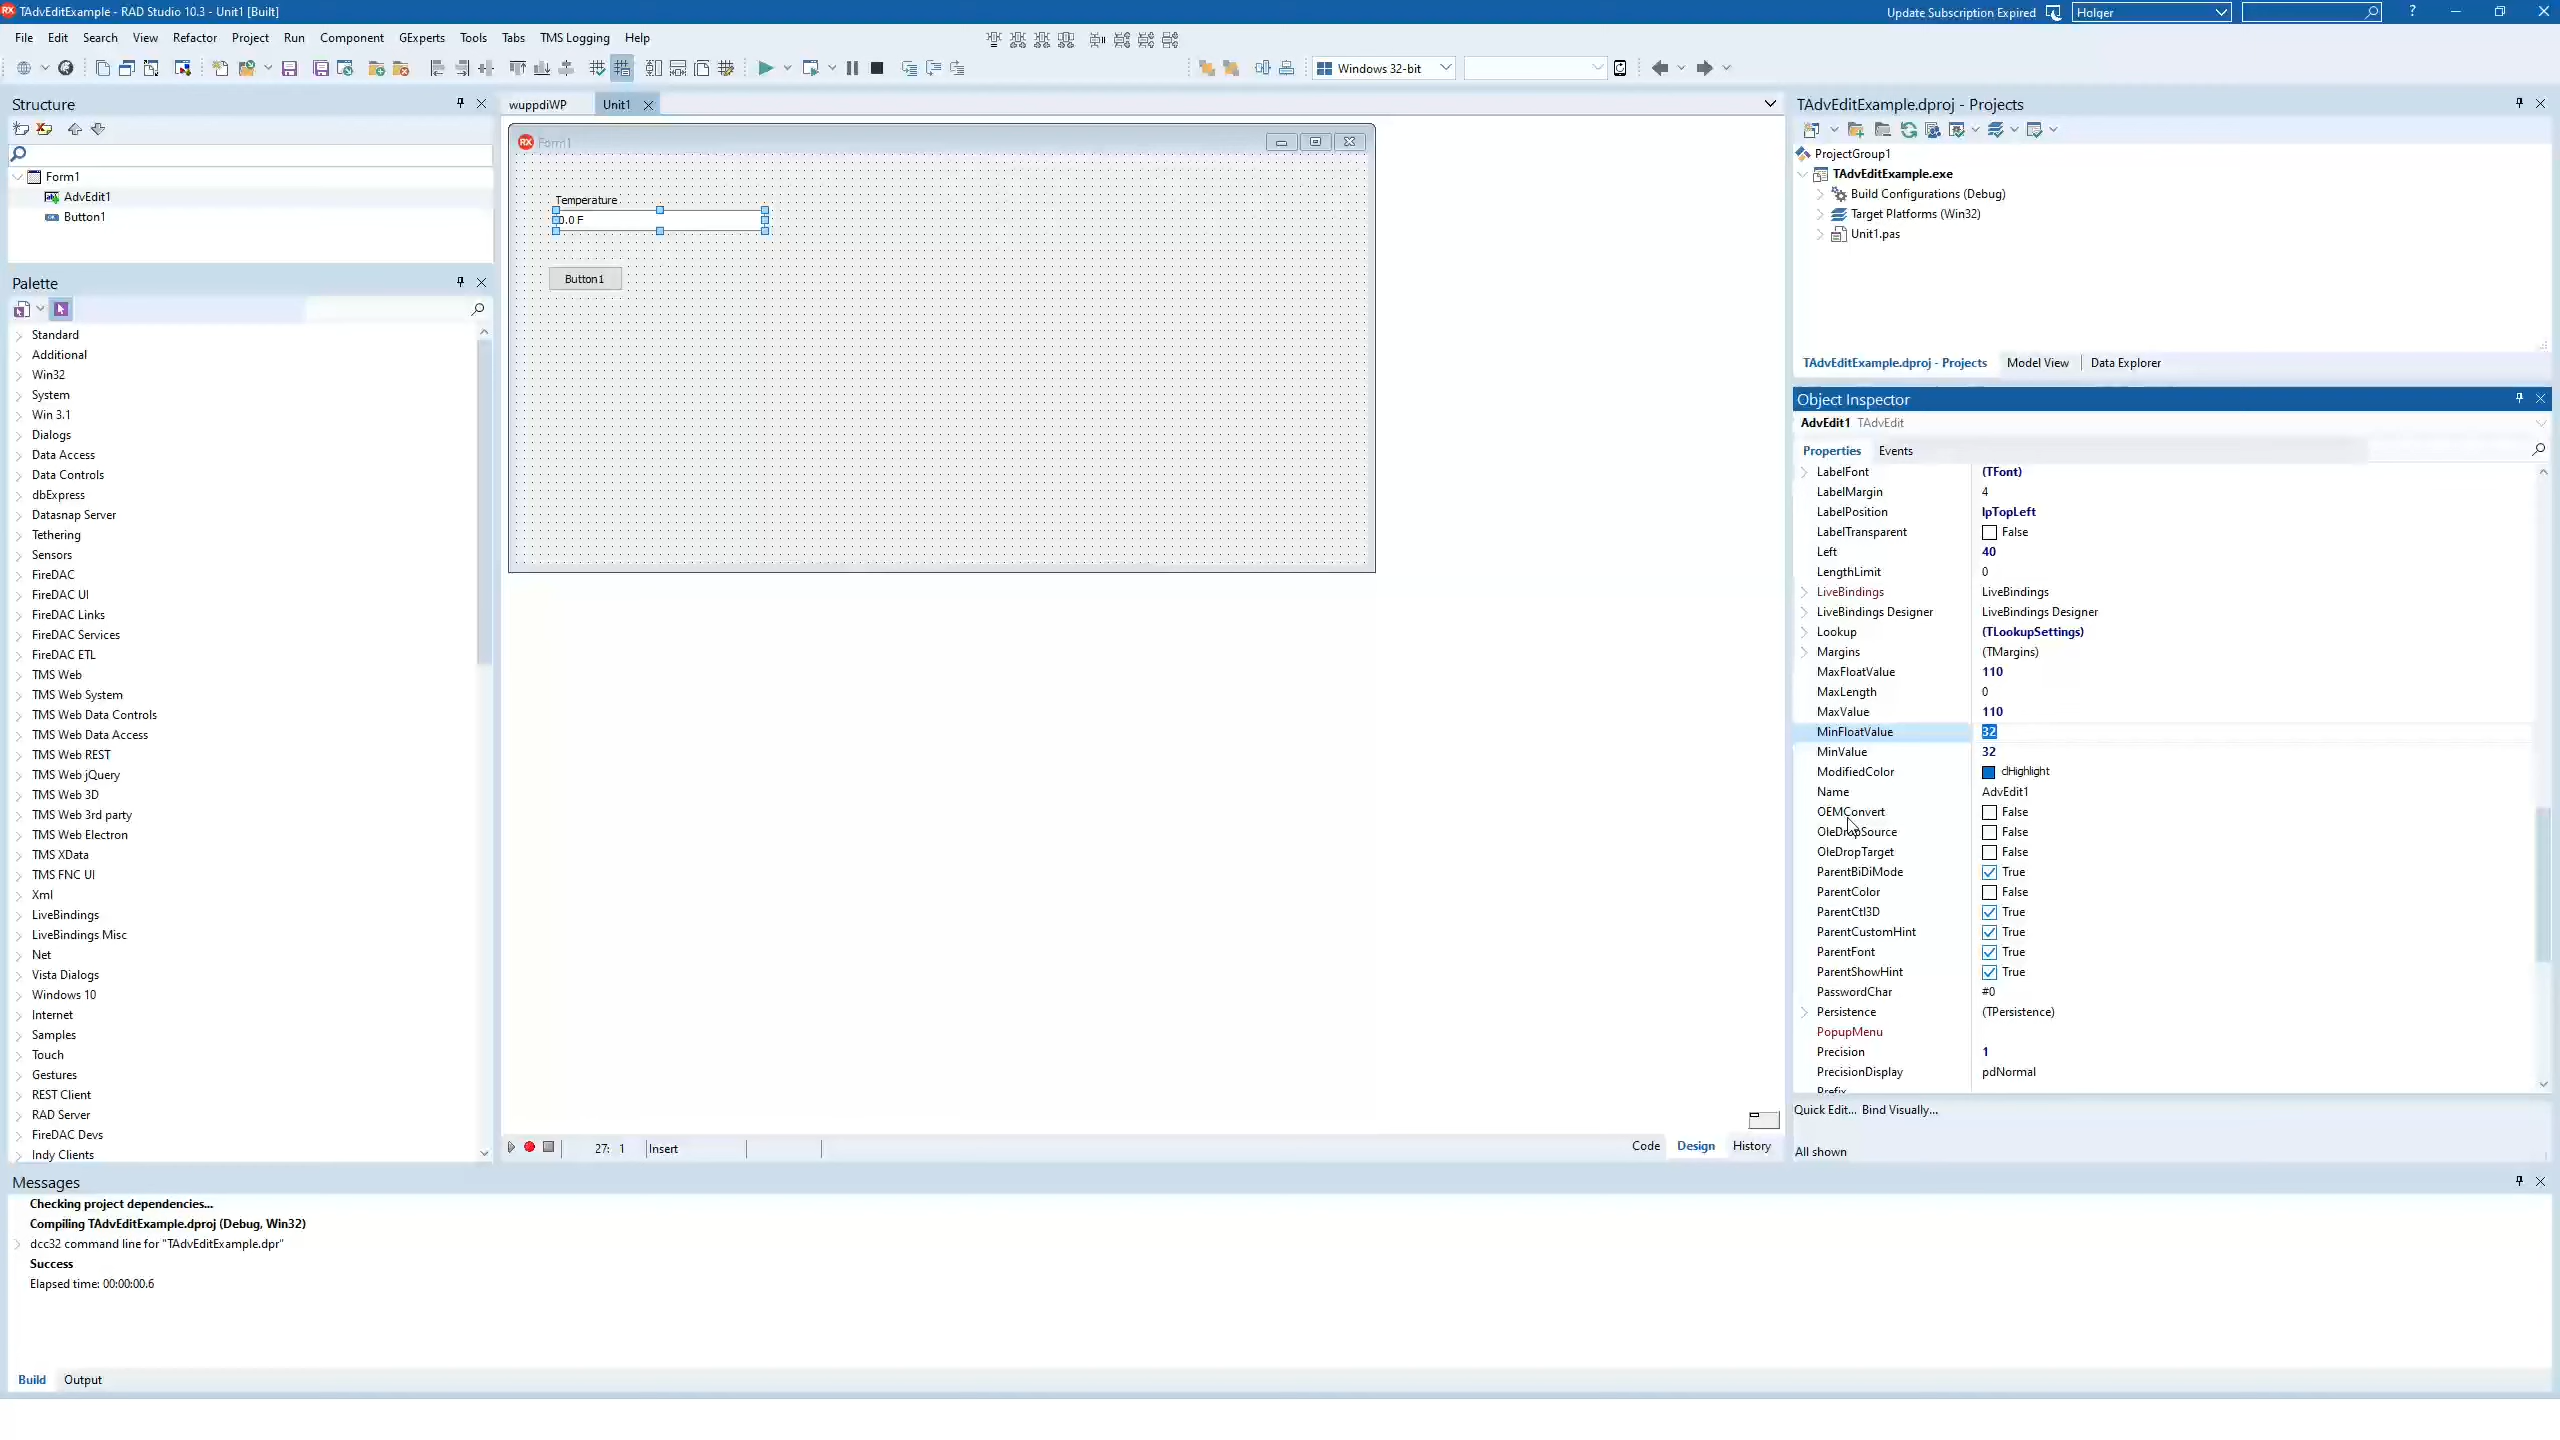 TAdvEditExample - RAD Studio 10.3 - Unit1 [Built]
Update Subscription Expired
Holger
?
File Edit Search View Refactor Project Run Component GExperts Tools Tabs TMS Logging Help
Windows 32-bit
Structure
Form1
AdvEdit1
Button1
Palette
Standard
Additional
Win32
System
Win 3.1
Dialogs
Data Access
Data Controls
dbExpress
Datasnap Server
Tethering
Sensors
FireDAC
FireDAC UI
FireDAC Links
FireDAC Services
FireDAC ETL
TMS Web
TMS Web System
TMS Web Data Controls
TMS Web Data Access
TMS Web REST
TMS Web jQuery
TMS Web 3D
TMS Web 3rd party
TMS Web Electron
TMS XData
TMS FNC UI
Xml
LiveBindings
LiveBindings Misc
Net
Vista Dialogs
Windows 10
Internet
Samples
Touch
Gestures
REST Client
RAD Server
FireDAC Devs
Indy Clients
wuppdiWP Unit1
RX Form1
Temperature
0.0 F
Button1
27: 1 Insert
Code Design History
TAdvEditExample.dproj - Projects
ProjectGroup1
TAdvEditExample.exe
Build Configurations (Debug)
Target Platforms (Win32)
Unit1.pas
TAdvEditExample.dproj - Projects Model View Data Explorer
Object Inspector
AdvEdit1 TAdvEdit
Properties Events
LabelFont (TFont)
LabelMargin 4
LabelPosition lpTopLeft
LabelTransparent False
Left 40
LengthLimit 0
LiveBindings LiveBindings
LiveBindings Designer LiveBindings Designer
Lookup (TLookupSettings)
Margins (TMargins)
MaxFloatValue 110
MaxLength 0
MaxValue 110
MinFloatValue 32
MinValue 32
ModifiedColor clHighlight
Name AdvEdit1
OEMConvert False
OleDropSource False
OleDropTarget False
ParentBiDiMode True
ParentColor False
ParentCtl3D True
ParentCustomHint True
ParentFont True
ParentShowHint True
PasswordChar #0
Persistence (TPersistence)
PopupMenu
Precision 1
PrecisionDisplay pdNormal
Prefix
Quick Edit... Bind Visually...
All shown
Messages
Checking project dependencies...
Compiling TAdvEditExample.dproj (Debug, Win32)
dcc32 command line for "TAdvEditExample.dpr"
Success
Elapsed time: 00:00:00.6
Build Output